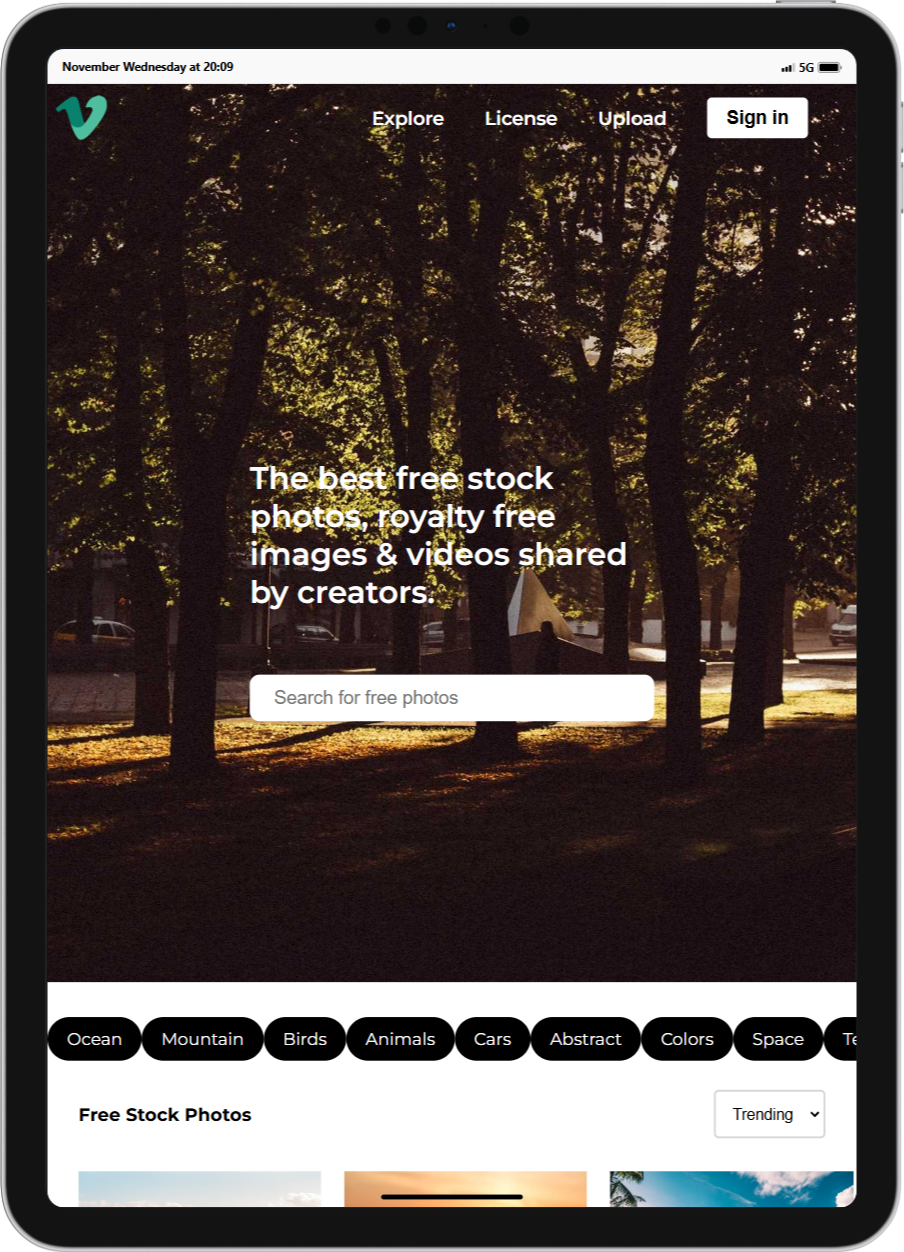 November Wednesday at 20:09
5G
Explore License Upload Sign in
The best free stock
photos, royalty free
images & videos shared
by creators.
Search for free photos
Ocean Mountain Birds Animals Cars Abstract Colors Space
Free Stock Photos
Trending